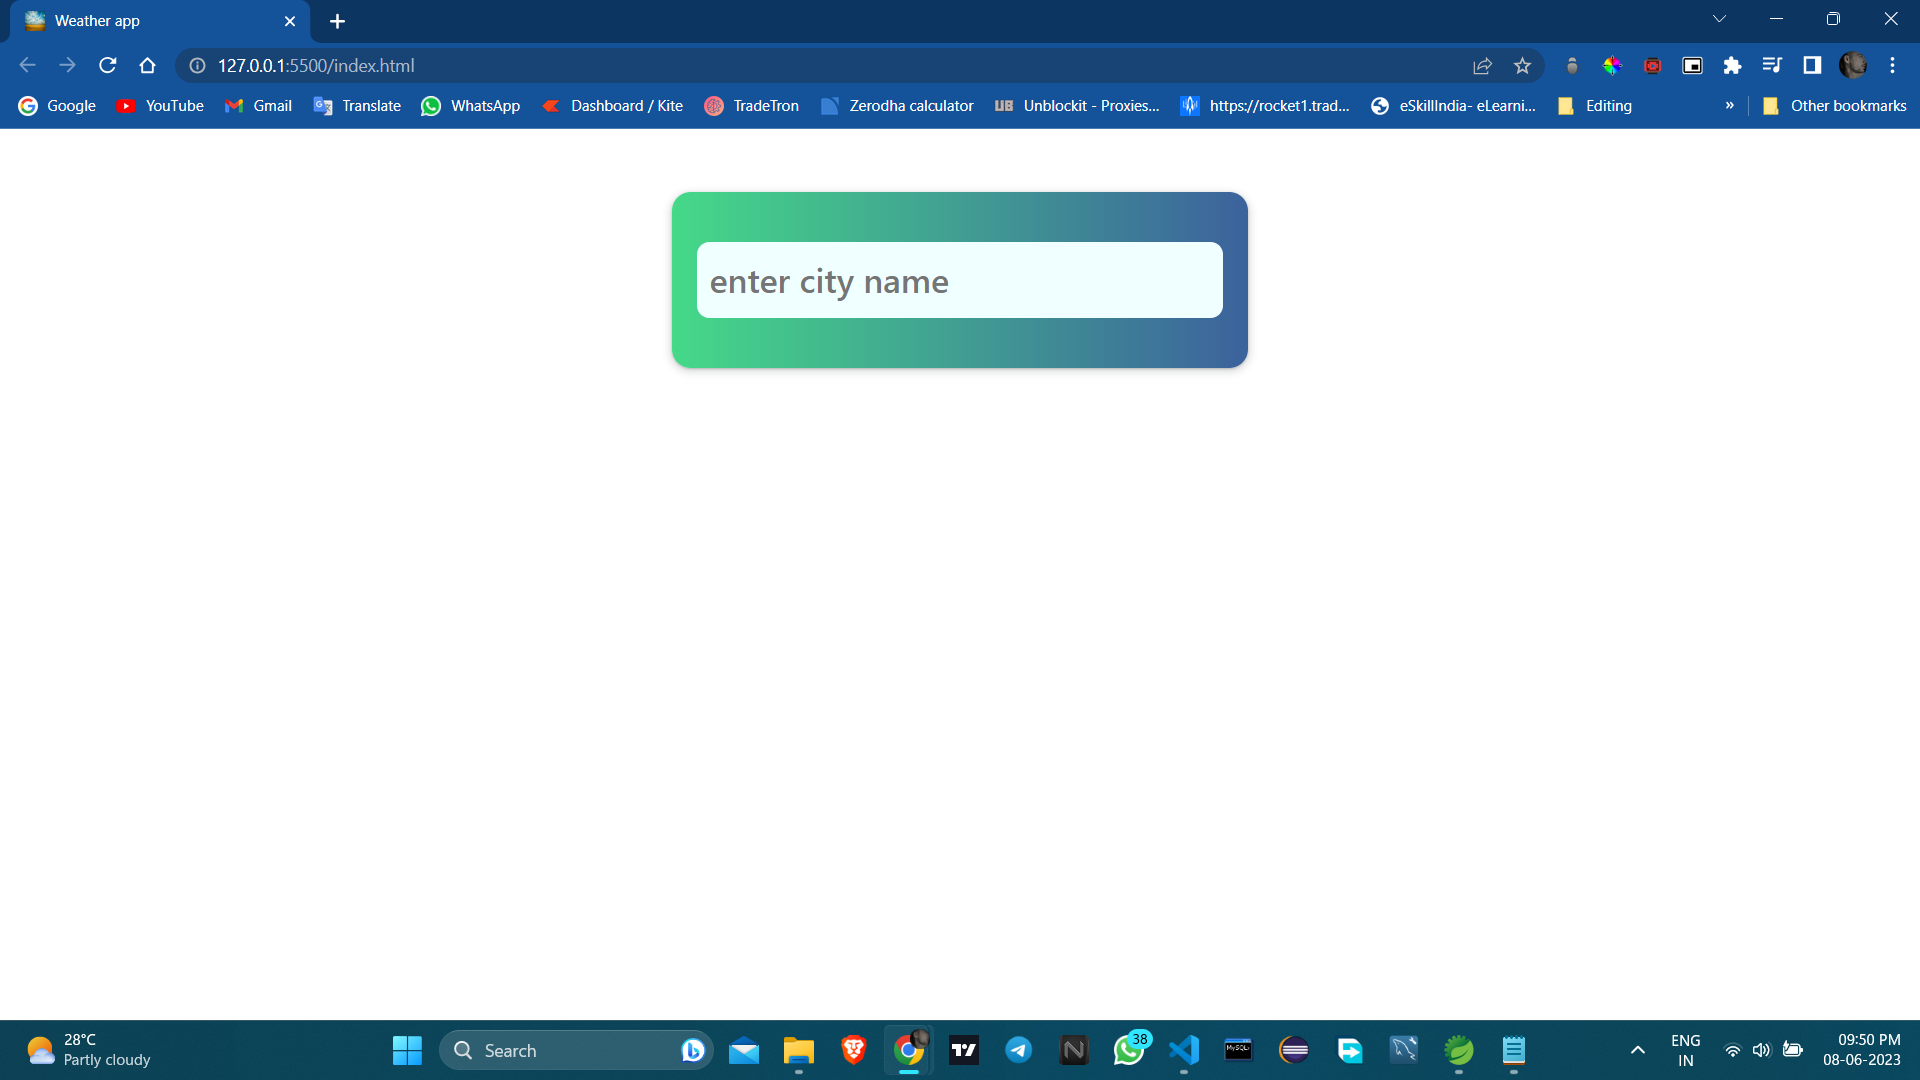 Weather app
127.0.0.1:5500/index.html
Google
YouTube
Gmail
Translate
WhatsApp
Dashboard / Kite
TradeTron
Zerodha calculator
UB
Unblockit - Proxies...
https://rocket1.trad...
eSkillIndia- eLearni...
Editing
»
Other bookmarks
enter city name
28°C
Partly cloudy
Search
38
MySQL
ENG
IN
09:50 PM
08-06-2023